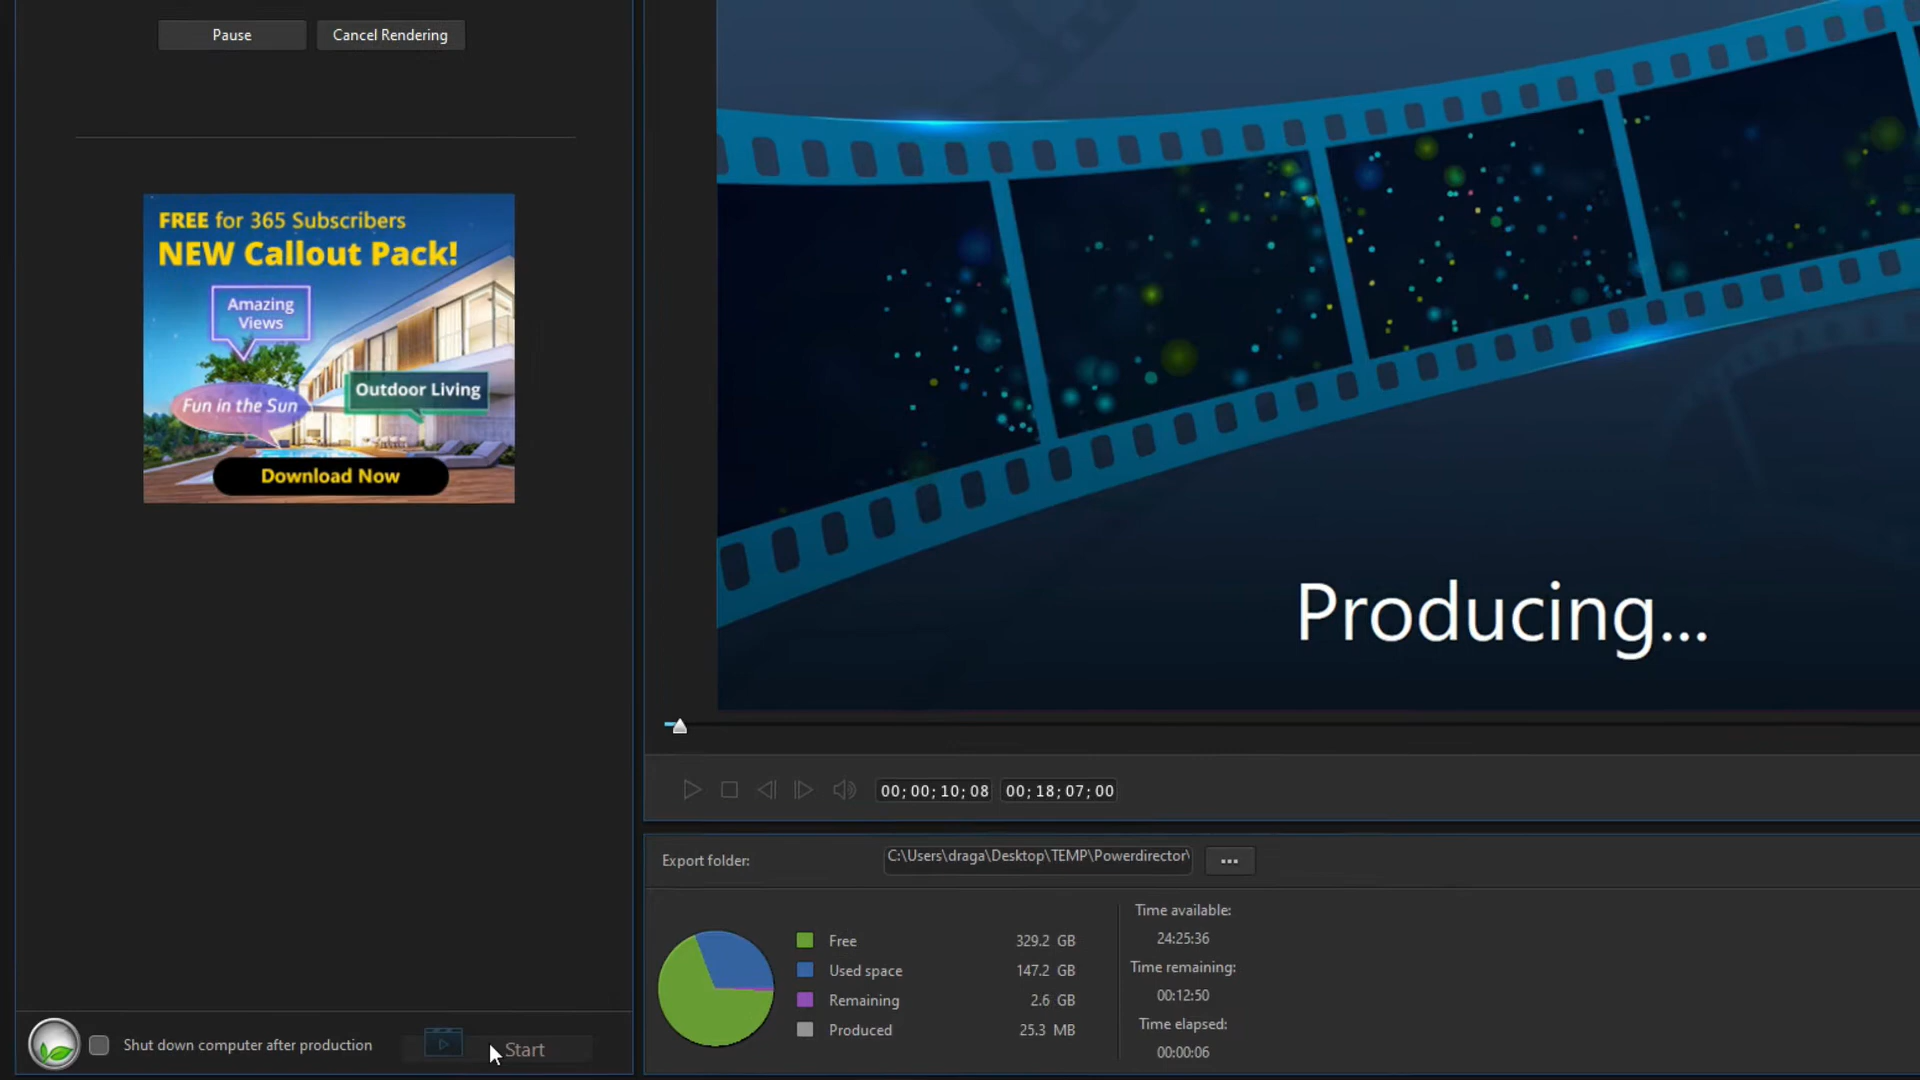 Pause
Cancel Rendering
FREE for 365 Subscribers
NEW Callout Pack!
Amazing
Views
Outdoor Living
Fun in the Sun
Download Now
Producing...
00;00;10;08
00;18;07;00
Export folder:
C:\Users\draga\Desktop\TEMP\Powerdirector\
...
Free 329.2 GB
Used space 147.2 GB
Remaining 2.6 GB
Produced 25.3 MB
Time available:
24:25:36
Time remaining:
00:12:50
Time elapsed:
00:00:06
Shut down computer after production
Start